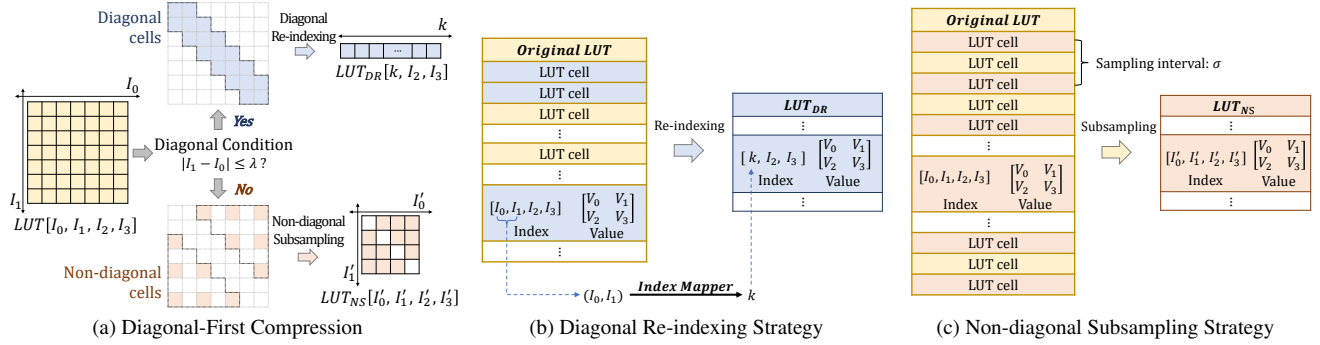 Diagonal
cells
Diagonal
Re-indexing
k
...
LUT_DR[k, I_2, I_3]
I_0
I_1
LUT[I_0, I_1, I_2, I_3]
Yes
Diagonal Condition
|I_1 − I_0| ≤ λ ?
No
Non-diagonal
Subsampling
I'_0
I'_1
LUT_NS[I'_0, I'_1, I'_2, I'_3]
Non-diagonal
cells
(a) Diagonal-First Compression
Original LUT
LUT cell
LUT cell
LUT cell
LUT cell
⋮
LUT cell
⋮
[I_0, I_1, I_2, I_3] [V_0 V_1
V_2 V_3]
Index Value
⋮
Re-indexing
LUT_DR
⋮
[ k, I_2, I_3 ] [V_0 V_1
V_2 V_3]
Index Value
⋮
(I_0, I_1) Index Mapper k
(b) Diagonal Re-indexing Strategy
Original LUT
LUT cell
LUT cell
LUT cell
LUT cell
LUT cell
⋮
[I_0, I_1, I_2, I_3] [V_0 V_1
V_2 V_3]
Index Value
⋮
LUT cell
LUT cell
LUT cell
Sampling interval: σ
Subsampling
LUT_NS
⋮
[I'_0, I'_1, I'_2, I'_3] [V_0 V_1
V_2 V_3]
Index Value
⋮
(c) Non-diagonal Subsampling Strategy